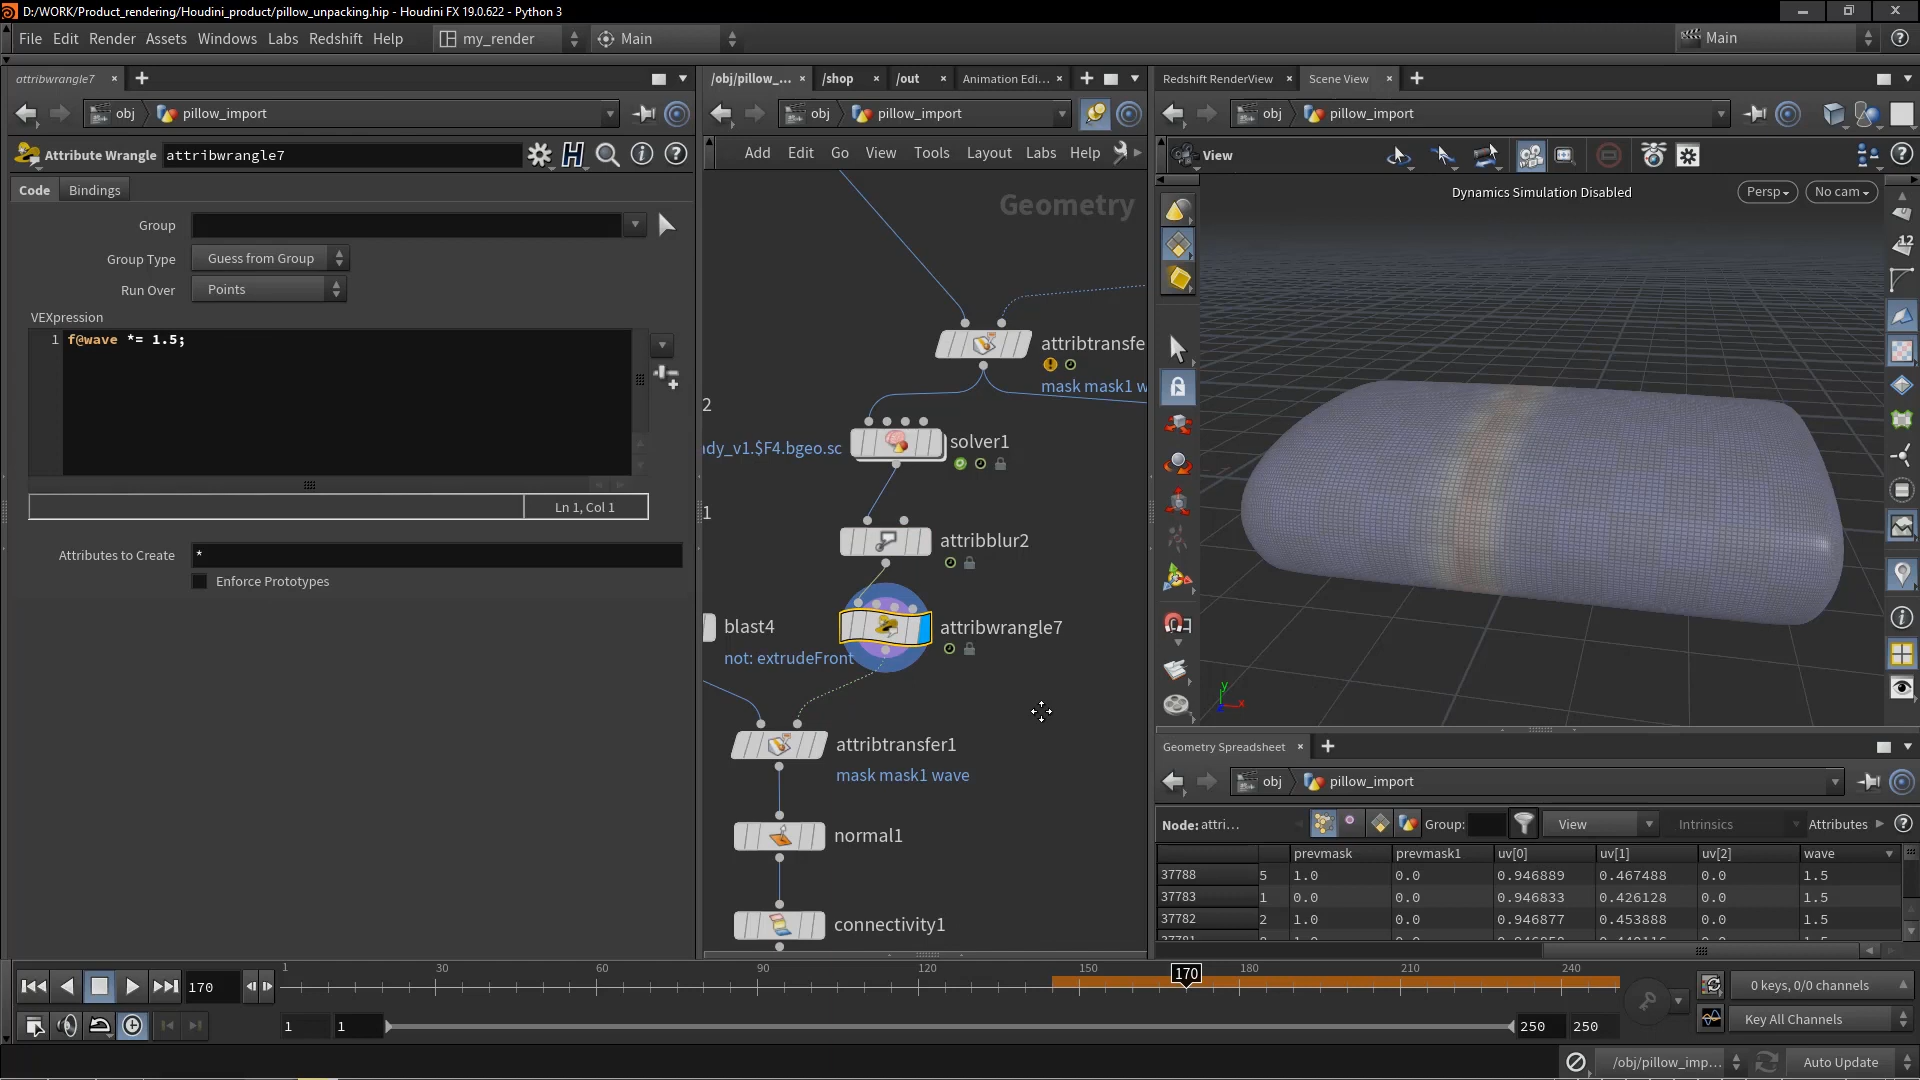 D:/WORK/Product_rendering/Houdini_product/pillow_unpacking.hip - Houdini FX 19.0.622 - Python 3
File Edit Render Assets Windows Labs Redshift Help my_render Main Main
attribwrangle7
/obj/pillow_... /shop /out Animation Edi...
Redshift RenderView Scene View
obj pillow_import
obj pillow_import
obj pillow_import
Attribute Wrangle attribwrangle7
Add Edit Go View Tools Layout Labs Help
View
Code Bindings
Dynamics Simulation Disabled
Persp No cam
Geometry
Group
Group Type Guess from Group
Run Over Points
VEXpression
1 f@wave *= 1.5;
Ln 1, Col 1
Attributes to Create *
Enforce Prototypes
attribtransfe
mask mask1 w
2
ady_v1.$F4.bgeo.sc
solver1
1
attribblur2
blast4
not: extrudeFront
attribwrangle7
attribtransfer1
mask mask1 wave
normal1
connectivity1
12
y
x
Geometry Spreadsheet
obj pillow_import
Node: attri... Group: View Intrinsics Attributes
prevmask prevmask1 uv[0] uv[1] uv[2] wave
37788 5 1.0 0.0 0.946889 0.467488 0.0 1.5
37783 1 0.0 0.0 0.946833 0.426128 0.0 1.5
37782 2 1.0 0.0 0.946877 0.453888 0.0 1.5
170
1 30 60 90 120 150 170 180 210 240
0 keys, 0/0 channels
1 1 250 250
Key All Channels
/obj/pillow_imp... Auto Update